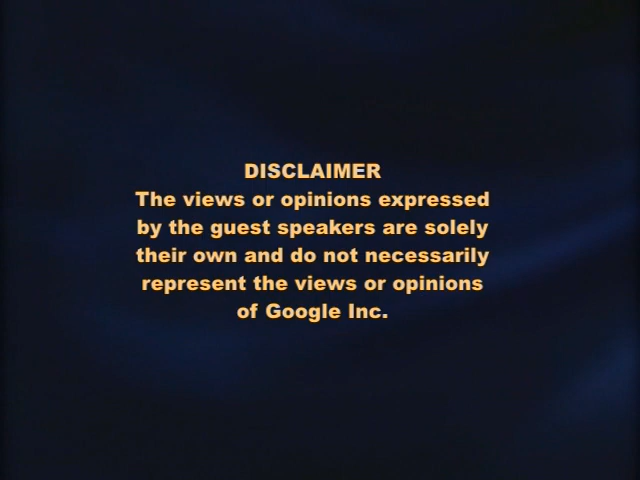 DISCLAIMER
The views or opinions expressed
by the guest speakers are solely
their own and do not necessarily
represent the views or opinions
of Google Inc.